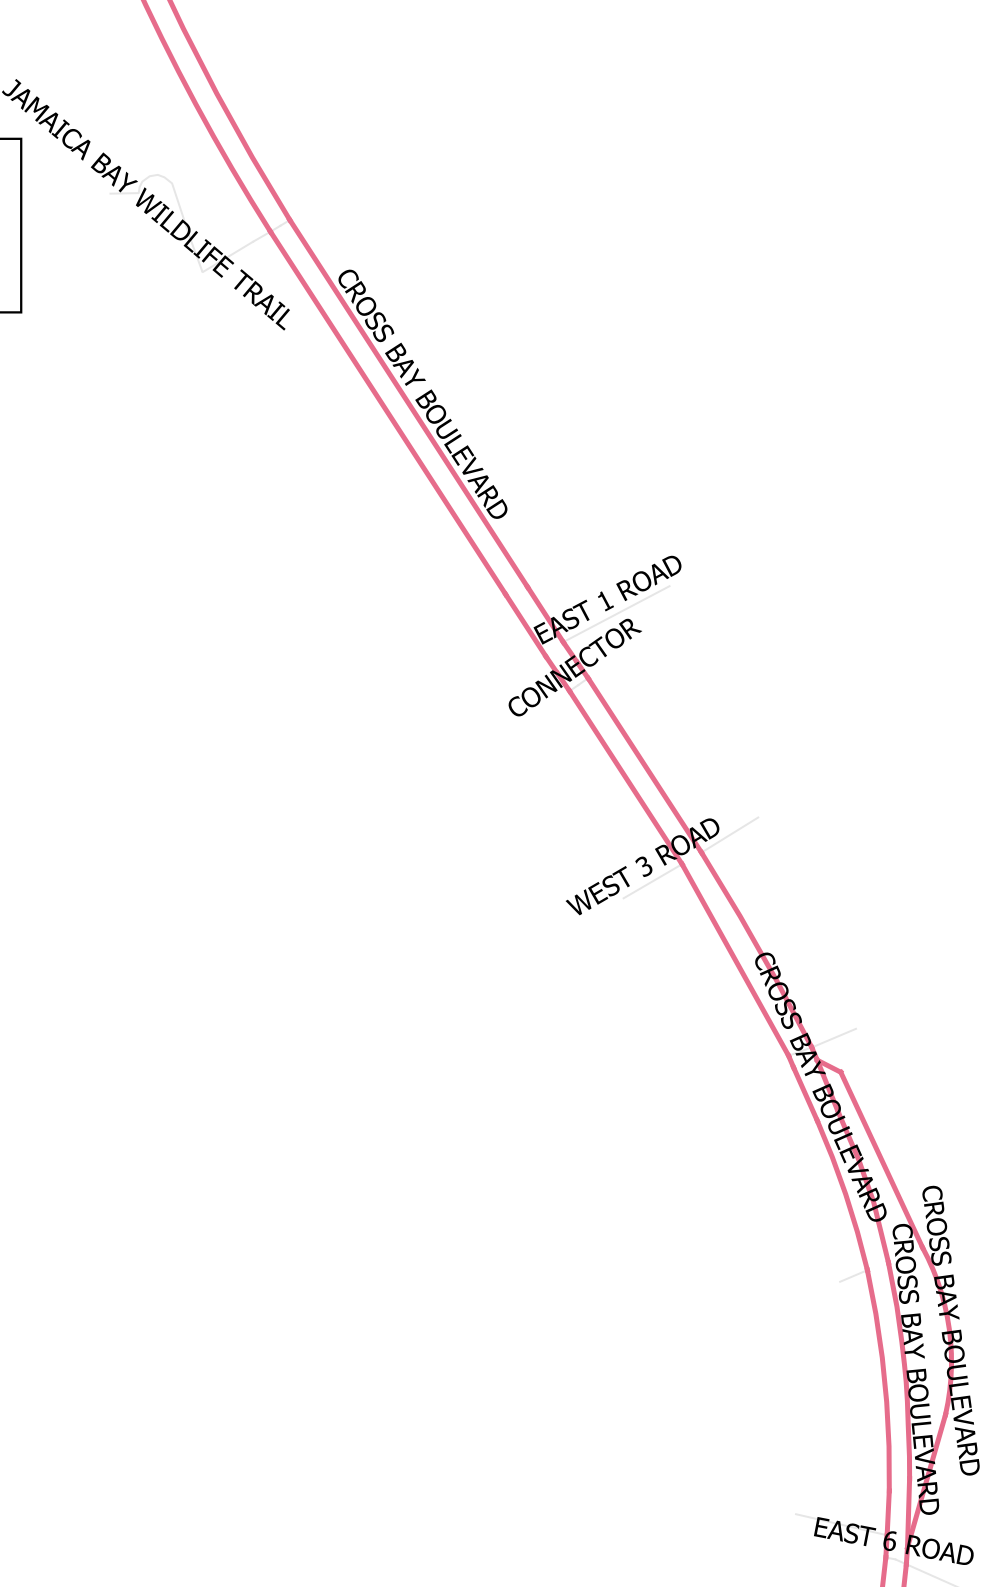 JAMAICA BAY WILDLIFE TRAIL
CROSS BAY BOULEVARD
EAST 1 ROAD
CONNECTOR
WEST 3 ROAD
CROSS BAY BOULEVARD
CROSS BAY BOULEVARD
CROSS BAY BOULEVARD
EAST 6 ROAD